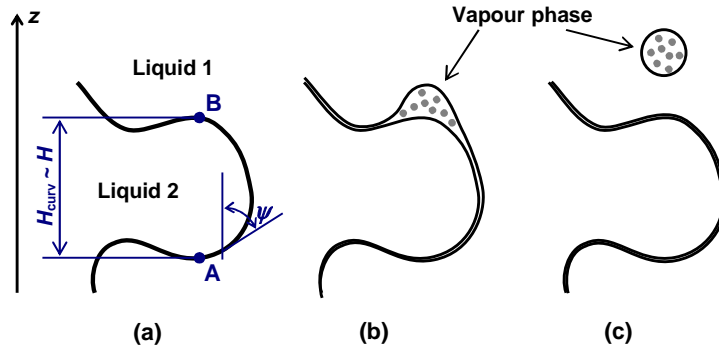 Vapour phase
z
Liquid 1
B
H_curv ~ H
Liquid 2
ψ
A
(a)
(b)
(c)